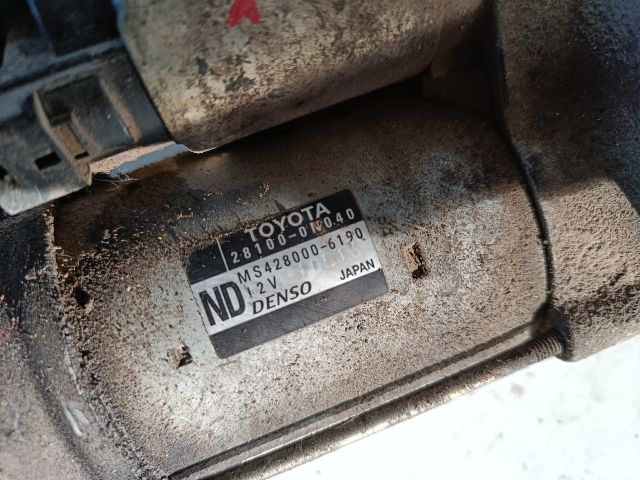 TOYOTA
MS428000-6190
12V
ND DENSO JAPAN